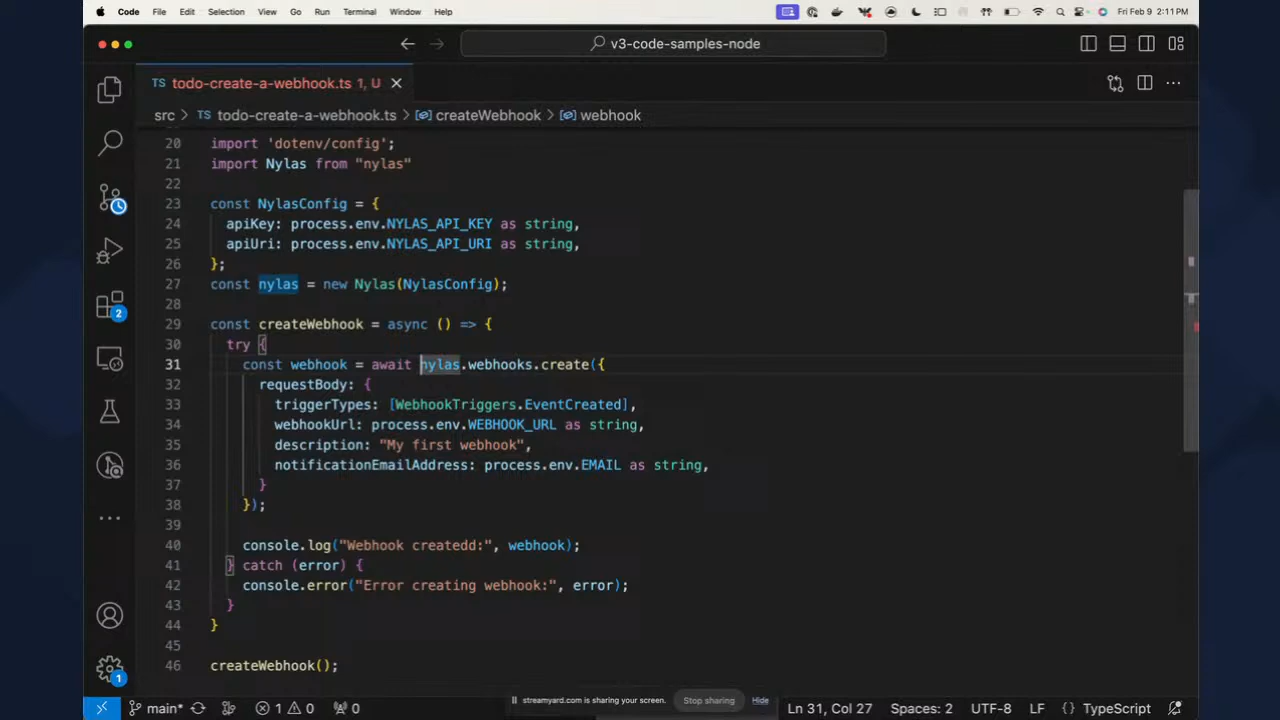 Code File Edit Selection View Go Run Terminal Window Help Fri Feb 9 2:11 PM
v3-code-samples-node
TS todo-create-a-webhook.ts 1, U
src > TS todo-create-a-webhook.ts > createWebhook > webhook
20 import 'dotenv/config';
21 import Nylas from "nylas"
22
23 const NylasConfig = {
24 apiKey: process.env.NYLAS_API_KEY as string,
25 apiUri: process.env.NYLAS_API_URI as string,
26 };
27 const nylas = new Nylas(NylasConfig);
28
29 const createWebhook = async () => {
30 try {
31 const webhook = await nylas.webhooks.create({
32 requestBody: {
33 triggerTypes: [WebhookTriggers.EventCreated],
34 webhookUrl: process.env.WEBHOOK_URL as string,
35 description: "My first webhook",
36 notificationEmailAddress: process.env.EMAIL as string,
37 }
38 });
39
40 console.log("Webhook createdd:", webhook);
41 } catch (error) {
42 console.error("Error creating webhook:", error);
43 }
44 }
45
46 createWebhook();
2
1
streamyard.com is sharing your screen. Stop sharing Hide
main* 1 0 0 Ln 31, Col 27 Spaces: 2 UTF-8 LF {} TypeScript